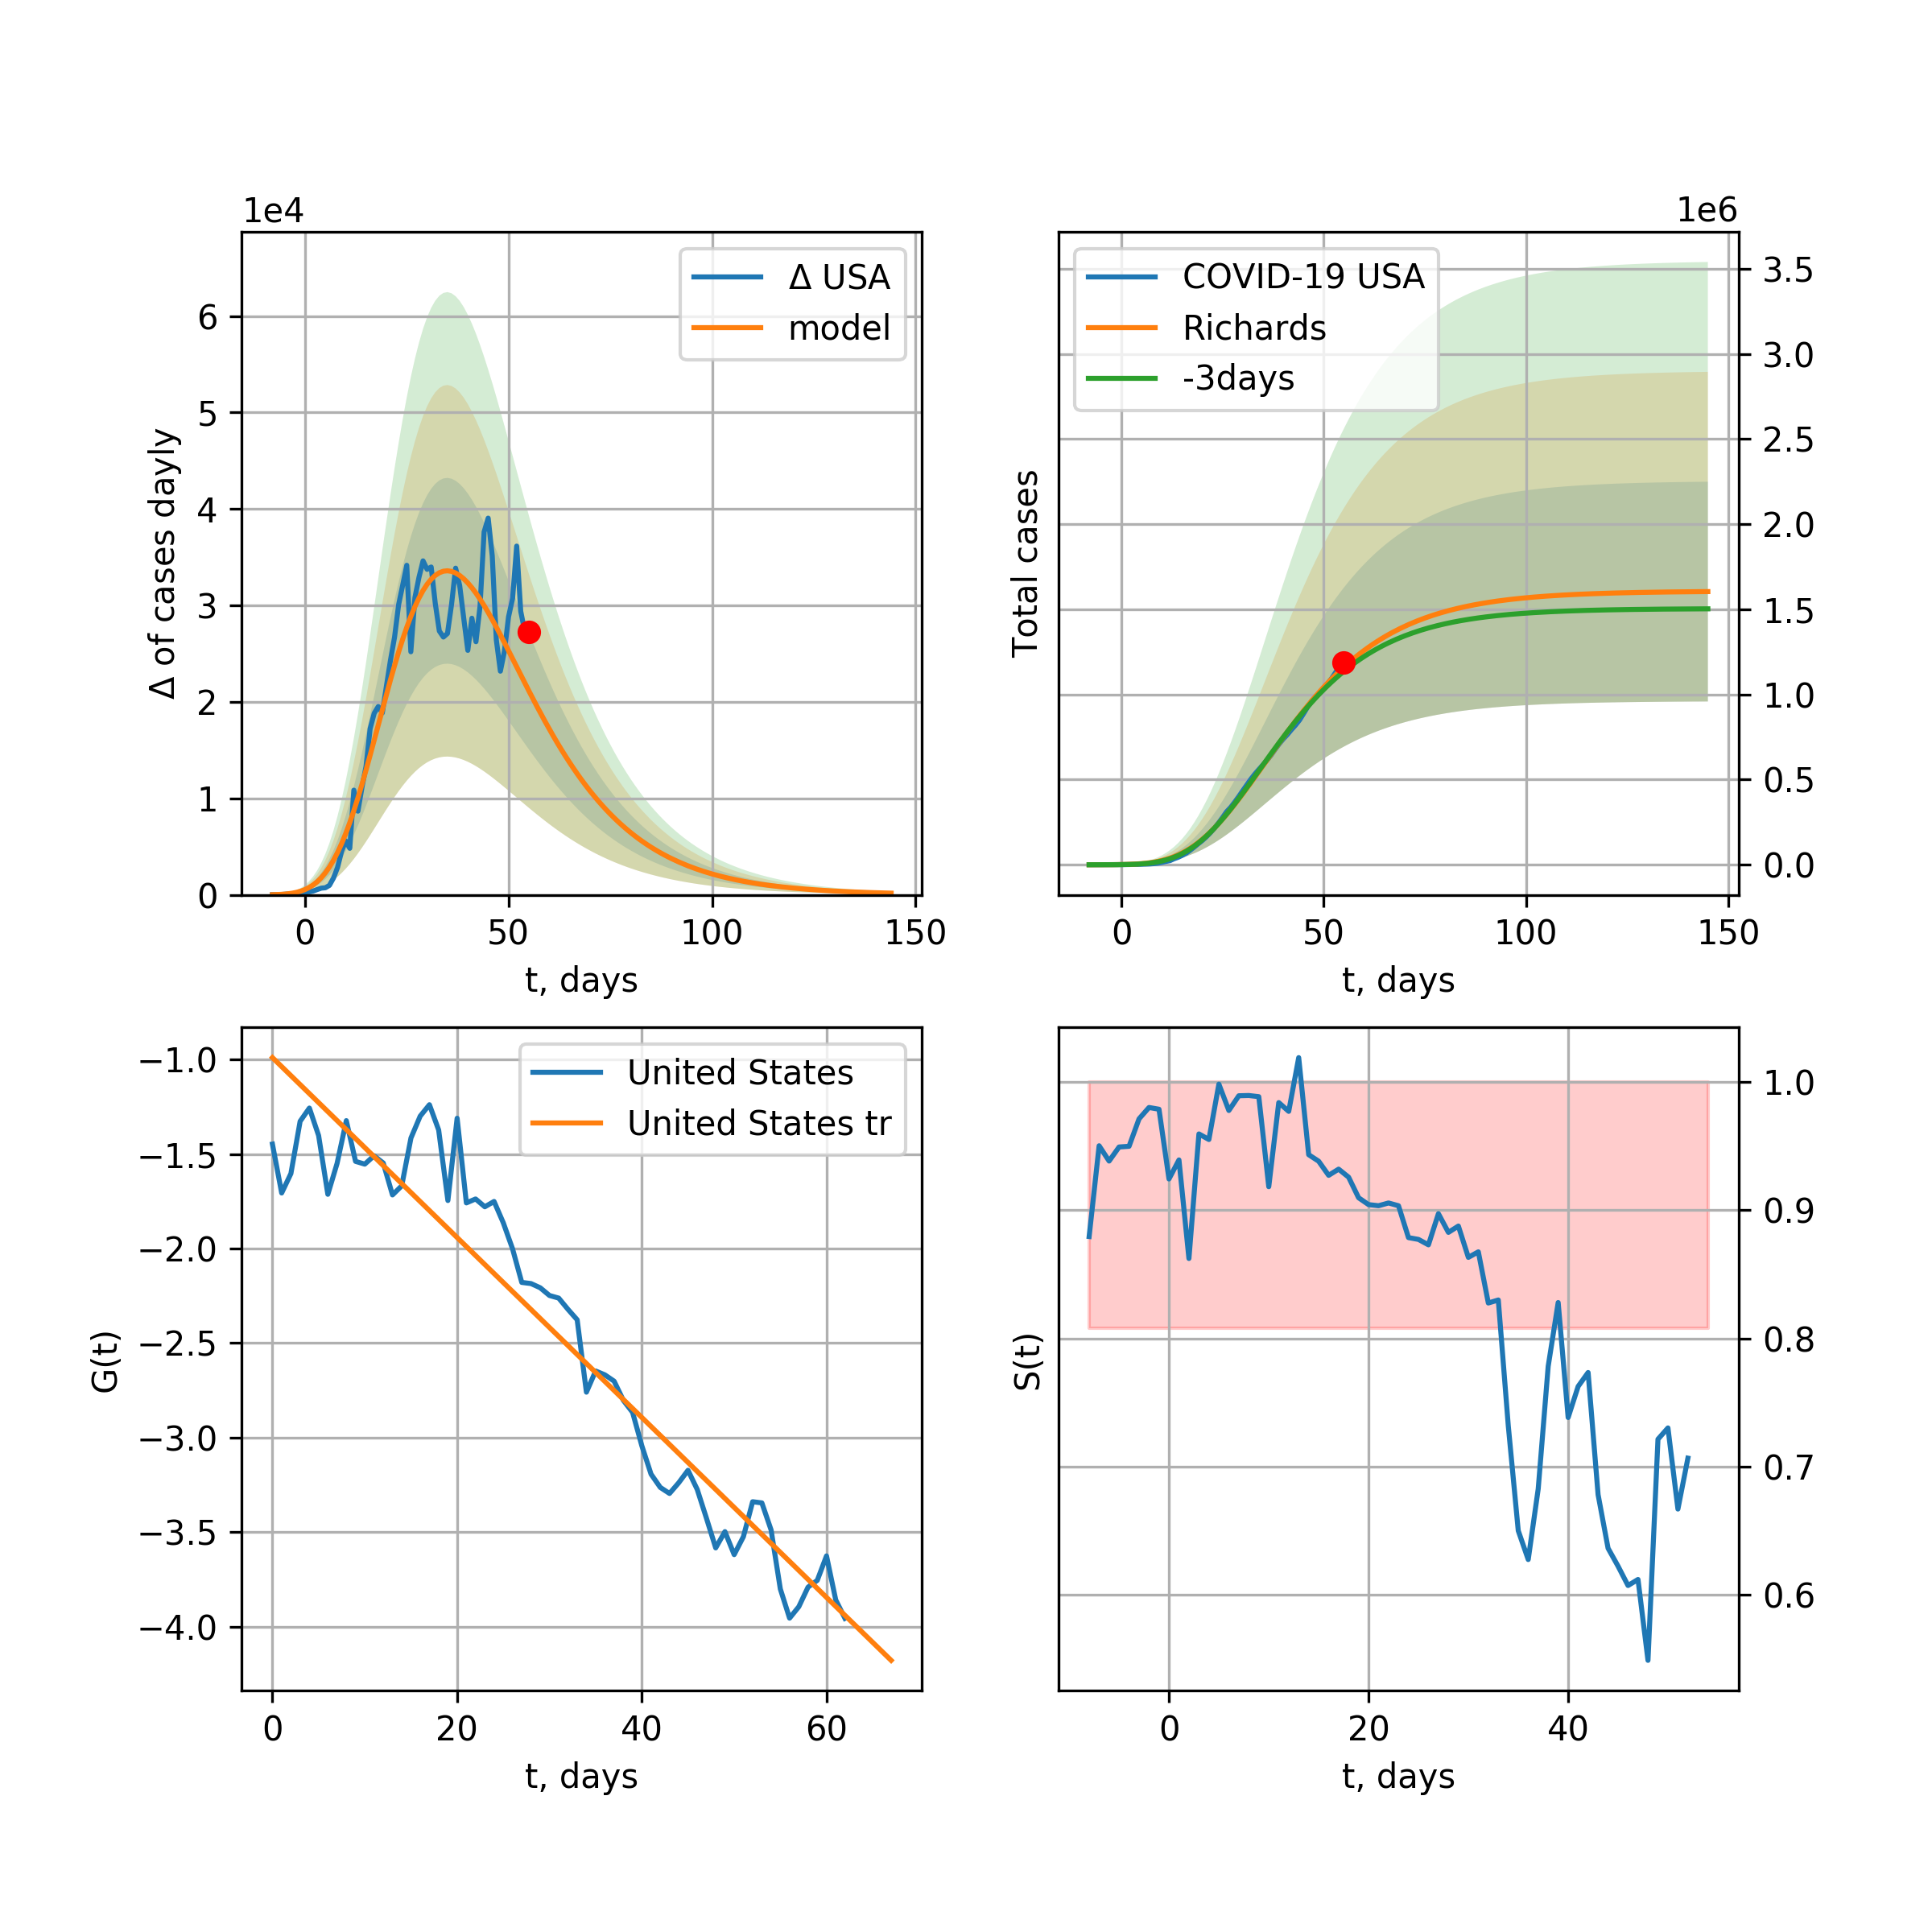 1e4
Δ of cases dayly
6
5
4
3
2
1
0
Δ USA
model
0 50 100 150
t, days
1e6
Total cases
COVID-19 USA
Richards
-3days
3.5
3.0
2.5
2.0
1.5
1.0
0.5
0.0
0 50 100 150
t, days
G(t)
−1.0
−1.5
−2.0
−2.5
−3.0
−3.5
−4.0
United States
United States tr
0 20 40 60
t, days
S(t)
1.0
0.9
0.8
0.7
0.6
0 20 40
t, days